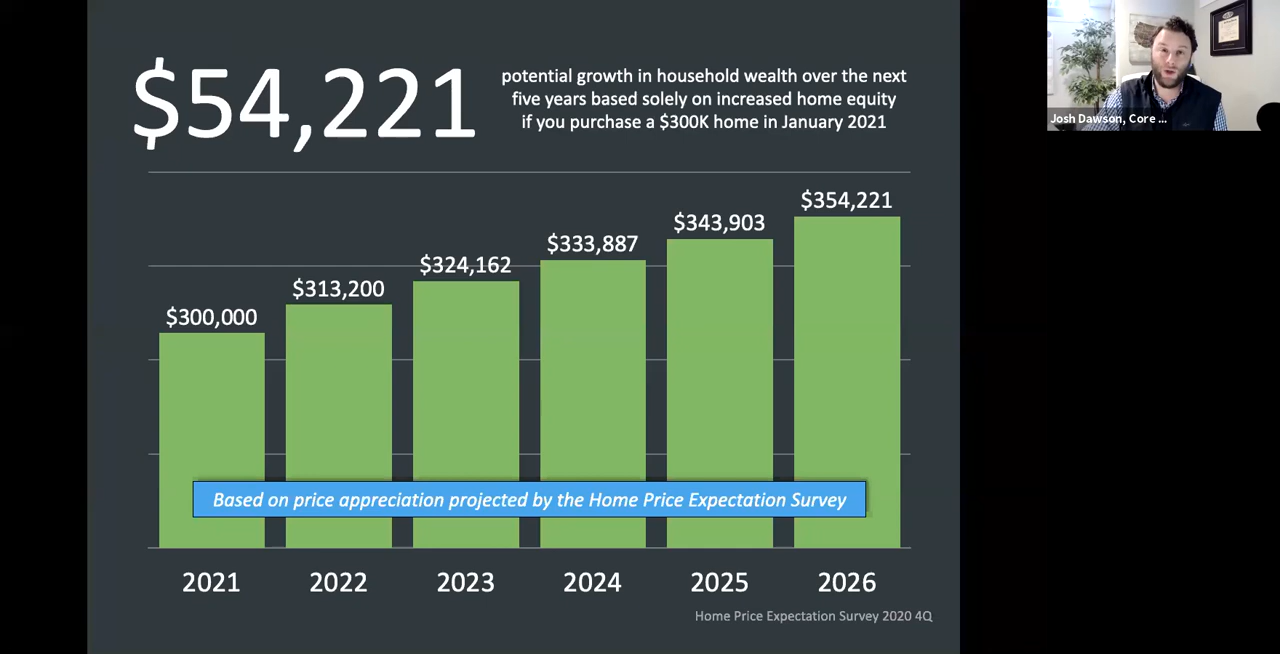 $54,221
potential growth in household wealth over the next
five years based solely on increased home equity
if you purchase a $300K home in January 2021
$300,000
$313,200
$324,162
$333,887
$343,903
$354,221
Based on price appreciation projected by the Home Price Expectation Survey
2021
2022
2023
2024
2025
2026
Home Price Expectation Survey 2020 4Q
Josh Dawson, Core ...